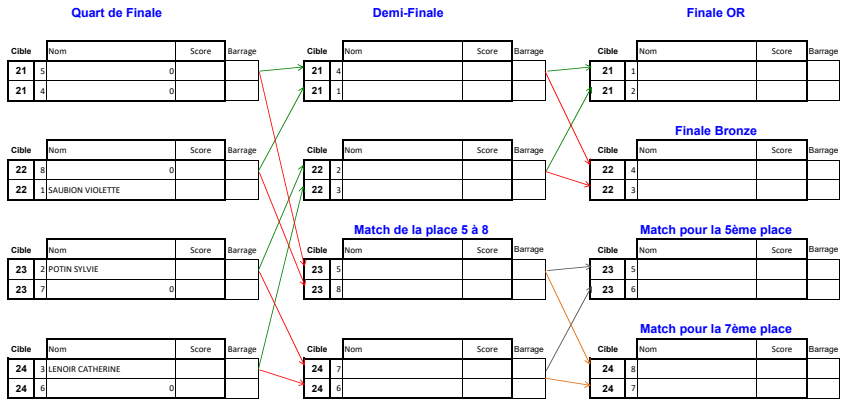 Quart de Finale Demi-Finale Finale OR
Cible Nom Score Barrage Cible Nom Score Barrage Cible Nom Score Barrage
21 5 0 21 4 21 1
21 4 0 21 1 21 2
Finale Bronze
Cible Nom Score Barrage Cible Nom Score Barrage Cible Nom Score Barrage
22 8 0 22 2 22 4
22 1 SAUBION VIOLETTE 22 3 22 3
Match de la place 5 à 8 Match pour la 5ème place
Cible Nom Score Barrage Cible Nom Score Barrage Cible Nom Score Barrage
23 2 POTIN SYLVIE 23 5 23 5
23 7 0 23 8 23 6
Match pour la 7ème place
Cible Nom Score Barrage Cible Nom Score Barrage Cible Nom Score Barrage
24 3 LENOIR CATHERINE 24 7 24 8
24 6 0 24 6 24 7